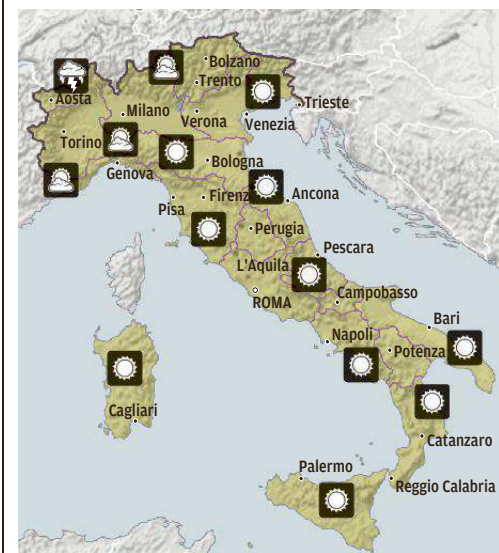 Bolzano
Trento
Aosta
Milano
Verona
Venezia
Trieste
Torino
Genova
Bologna
Pisa
Firenz
Ancona
Perugia
Pescara
L'Aquila
ROMA
Campobasso
Bari
Napoli
Potenza
Cagliari
Catanzaro
Palermo
Reggio Calabria